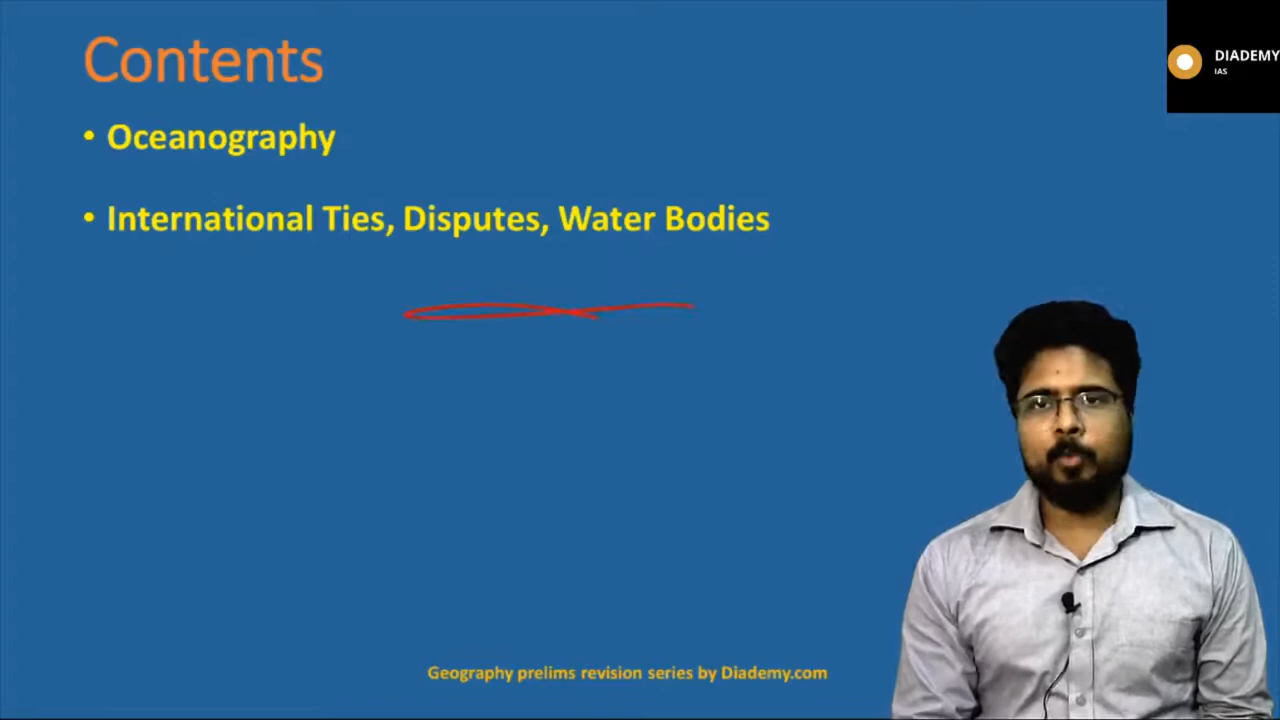 Contents
DIADEMY
IAS
• Oceanography
• International Ties, Disputes, Water Bodies
Geography prelims revision series by Diademy.com